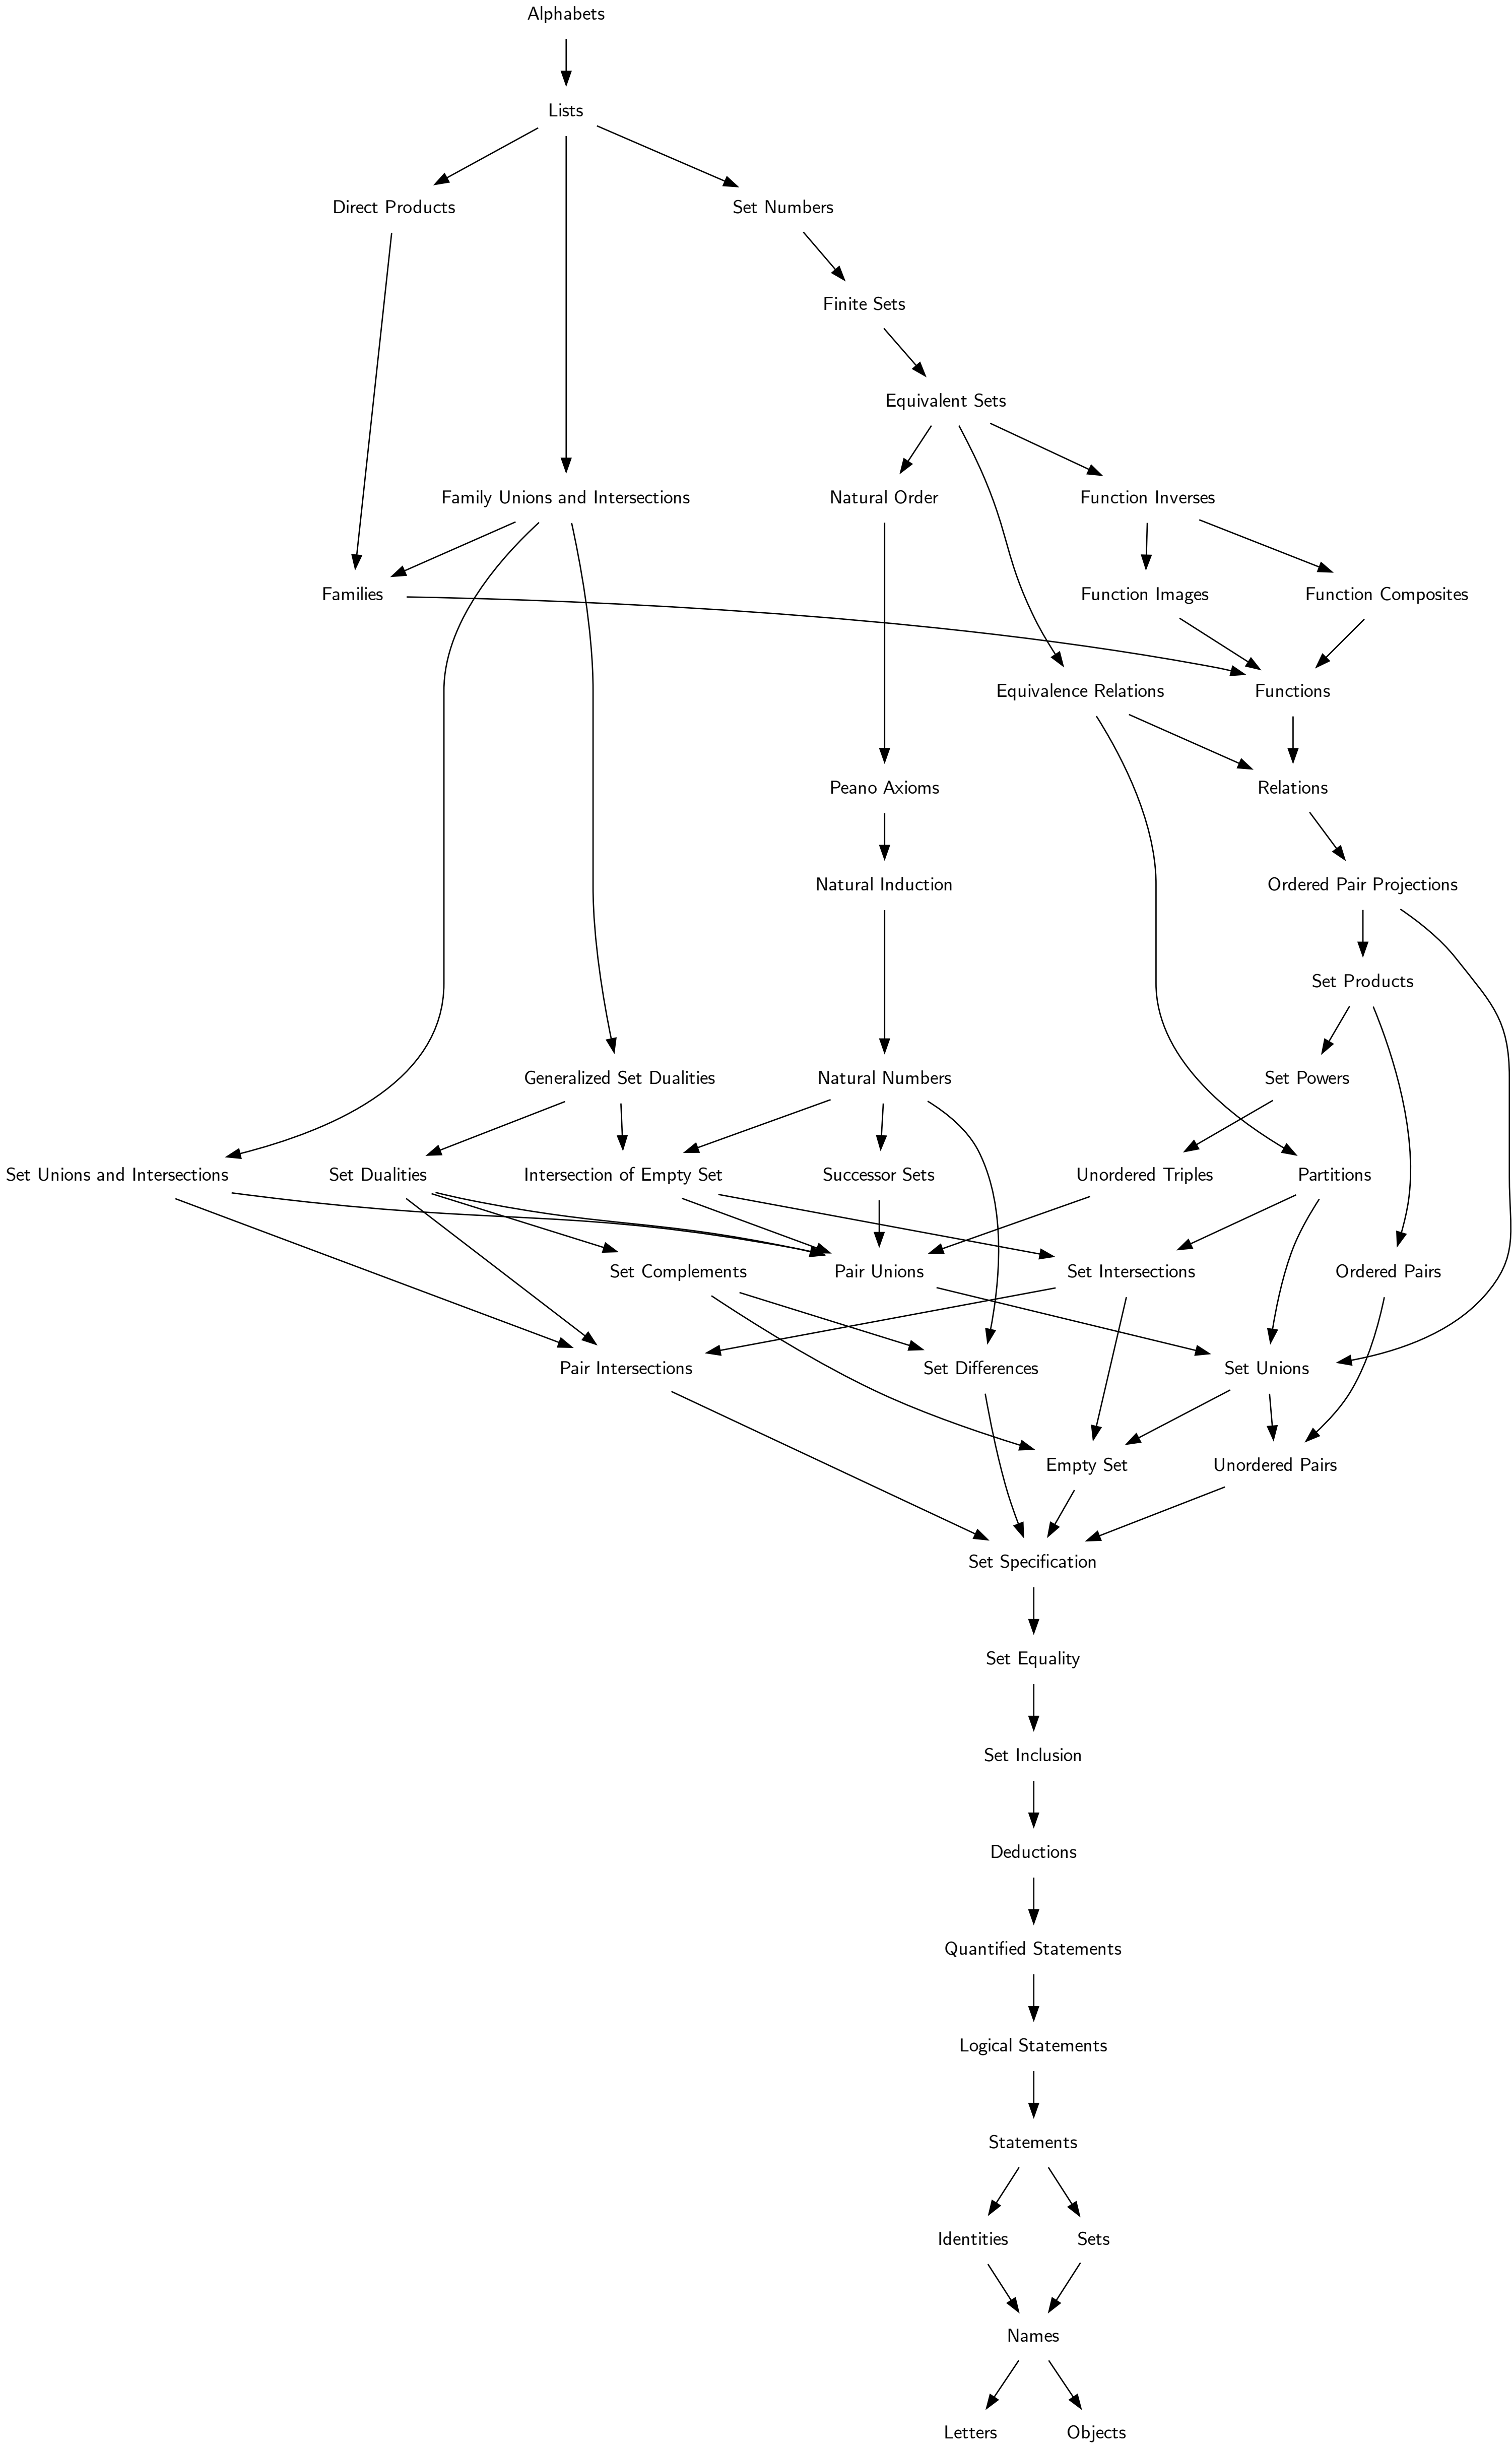 Alphabets
Lists
Direct Products
Set Numbers
Finite Sets
Equivalent Sets
Family Unions and Intersections
Natural Order
Function Inverses
Families
Function Images
Function Composites
Equivalence Relations
Functions
Peano Axioms
Relations
Natural Induction
Ordered Pair Projections
Set Products
Generalized Set Dualities
Natural Numbers
Set Powers
Set Unions and Intersections
Set Dualities
Intersection of Empty Set
Successor Sets
Unordered Triples
Partitions
Set Complements
Pair Unions
Set Intersections
Ordered Pairs
Pair Intersections
Set Differences
Set Unions
Empty Set
Unordered Pairs
Set Specification
Set Equality
Set Inclusion
Deductions
Quantified Statements
Logical Statements
Statements
Identities
Sets
Names
Letters
Objects